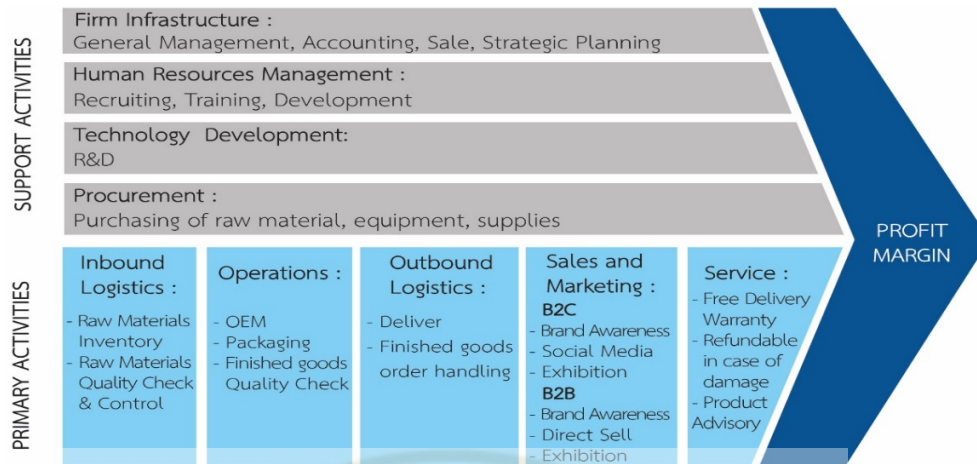 SUPPORT ACTIVITIES
Firm Infrastructure :
General Management, Accounting, Sale, Strategic Planning
Human Resources Management :
Recruiting, Training, Development
Technology Development:
R&D
Procurement :
Purchasing of raw material, equipment, supplies
PROFIT
MARGIN
PRIMARY ACTIVITIES
Inbound
Logistics :
- Raw Materials
Inventory
- Raw Materials
Quality Check
& Control
Operations :
- OEM
- Packaging
- Finished goods
Quality Check
Outbound
Logistics :
- Deliver
- Finished goods
order handling
Sales and
Marketing :
B2C
- Brand Awareness
- Social Media
- Exhibition
B2B
- Brand Awareness
- Direct Sell
- Exhibition
Service :
- Free Delivery
Warranty
- Refundable
in case of
damage
- Product
Advisory